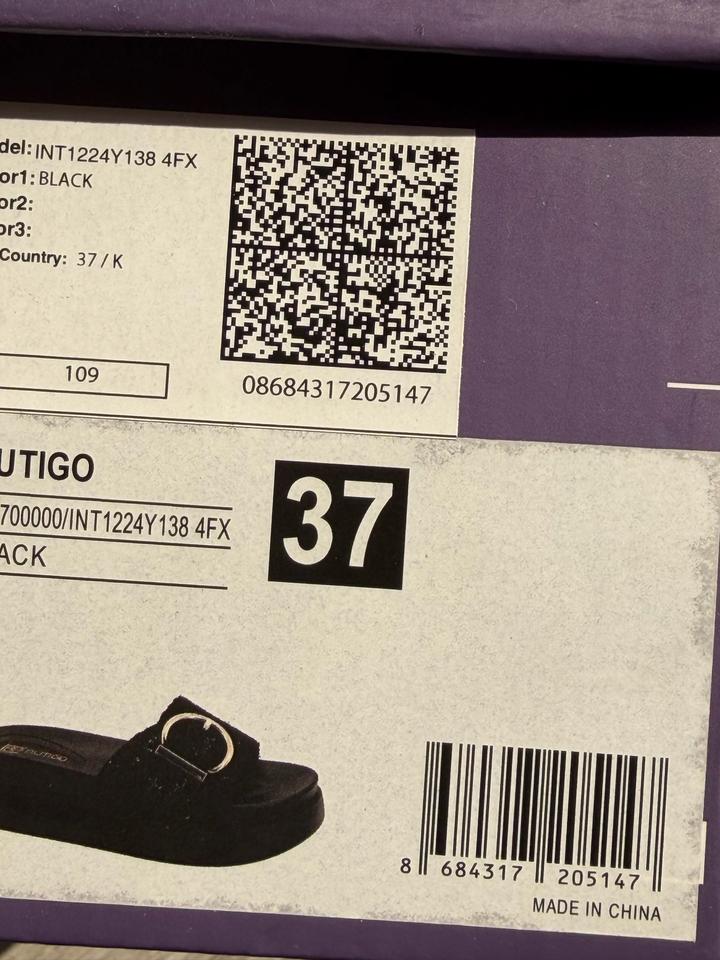 del: INT1224Y138 4FX
or1: BLACK
or2:
or3:
Country: 37 / K
109
08684317205147
UTIGO
700000/INT1224Y138 4FX
ACK
37
8 684317 205147
MADE IN CHINA